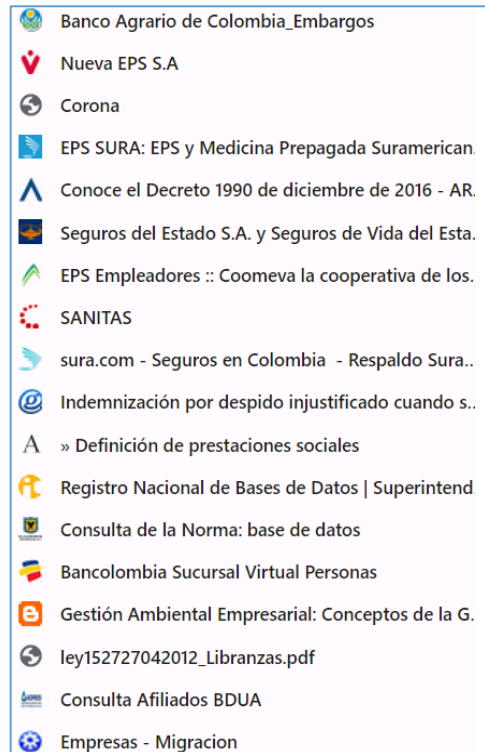 Banco Agrario de Colombia_Embargos
Nueva EPS S.A
Corona
EPS SURA: EPS y Medicina Prepagada Suramerican.
Conoce el Decreto 1990 de diciembre de 2016 - AR.
Seguros del Estado S.A. y Seguros de Vida del Esta.
EPS Empleadores :: Coomeva la cooperativa de los.
SANITAS
sura.com - Seguros en Colombia - Respaldo Sura..
Indemnización por despido injustificado cuando s..
A » Definición de prestaciones sociales
Registro Nacional de Bases de Datos | Superintend
Consulta de la Norma: base de datos
Bancolombia Sucursal Virtual Personas
Gestión Ambiental Empresarial: Conceptos de la G.
ley152727042012_Libranzas.pdf
Consulta Afiliados BDUA
Empresas - Migracion